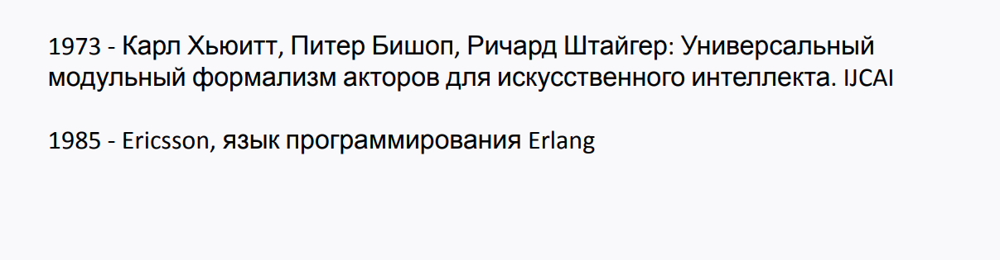 1973 - Карл Хьюитт, Питер Бишоп, Ричард Штайгер: Универсальный
модульный формализм акторов для искусственного интеллекта. IJCAI
1985 - Ericsson, язык программирования Erlang